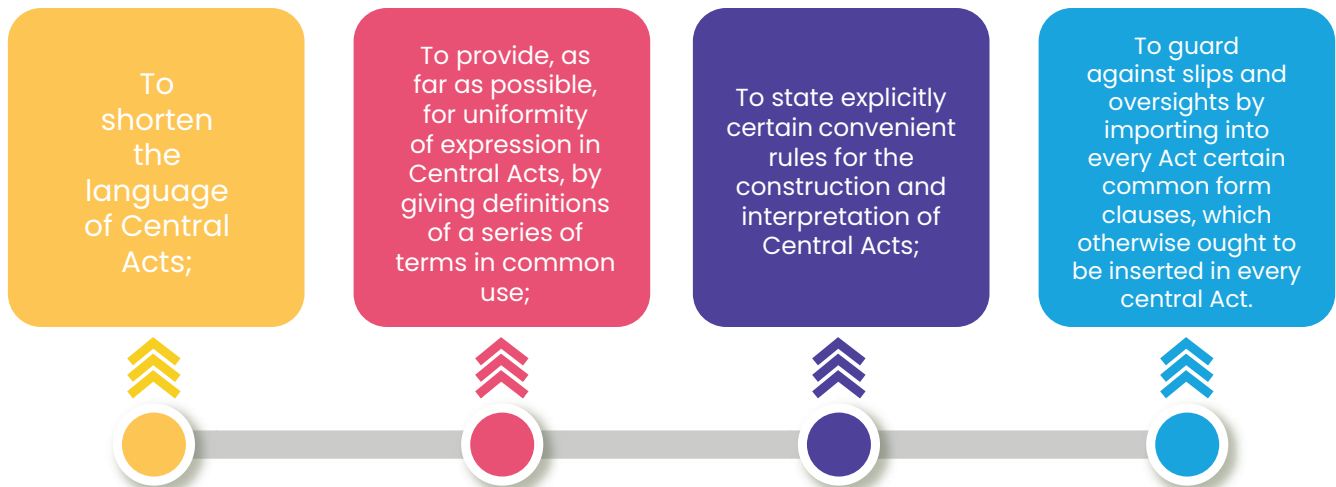 To
shorten
the
language
of Central
Acts;
To provide, as
far as possible,
for uniformity
of expression in
Central Acts, by
giving definitions
of a series of
terms in common
use;
To state explicitly
certain convenient
rules for the
construction and
interpretation of
Central Acts;
To guard
against slips and
oversights by
importing into
every Act certain
common form
clauses, which
otherwise ought to
be inserted in every
central Act.